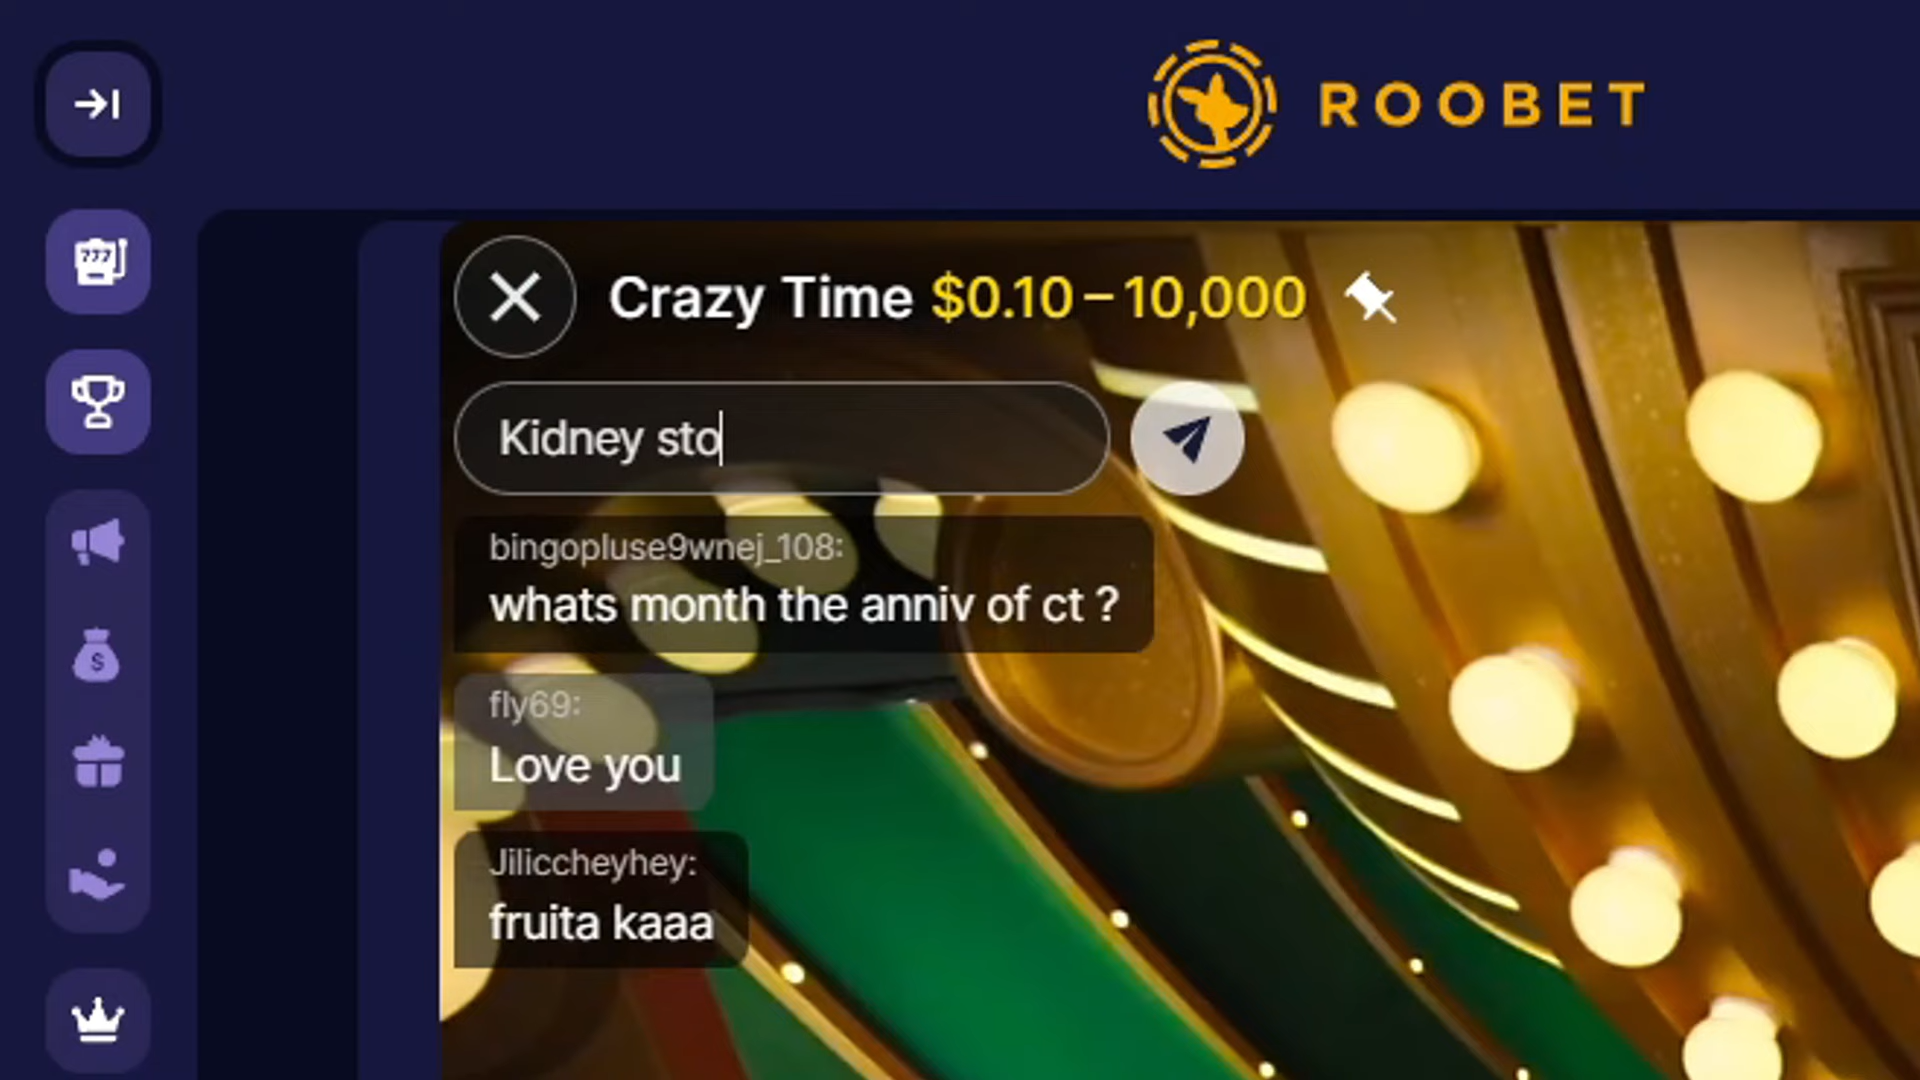 ROOBET
777
Crazy Time $0.10–10,000
Kidney sto
bingopluse9wnej_108:
whats month the anniv of ct ?
fly69:
Love you
$
Jiliccheyhey:
fruita kaaa